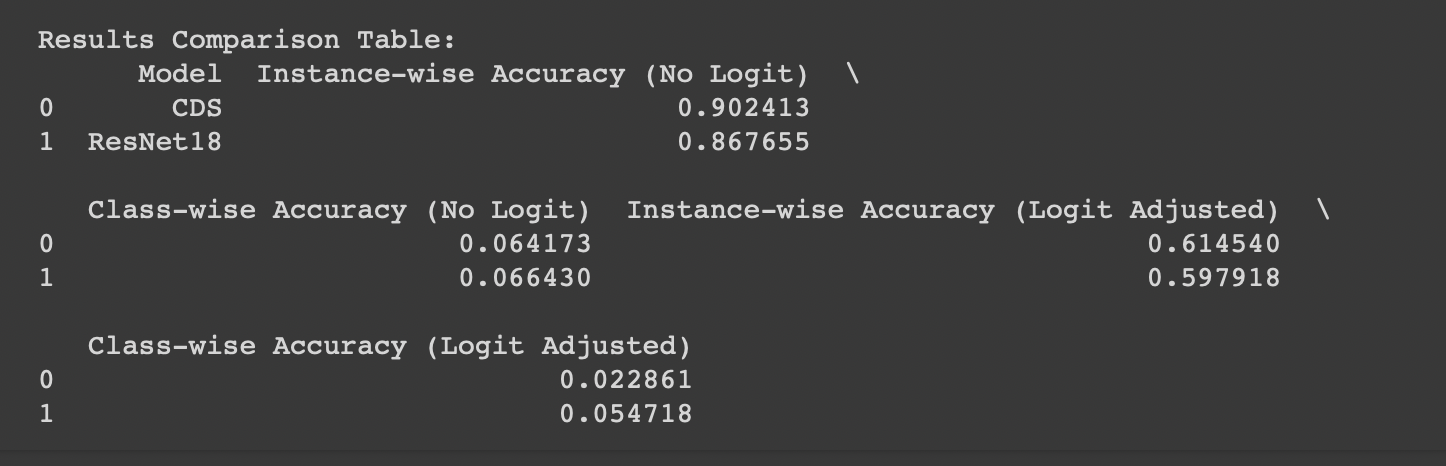 Results Comparison Table:
Model  Instance-wise Accuracy (No Logit)  \
0       CDS                           0.902413
1  ResNet18                           0.867655
Class-wise Accuracy (No Logit)  Instance-wise Accuracy (Logit Adjusted)  \
0                        0.064173                                 0.614540
1                        0.066430                                 0.597918
Class-wise Accuracy (Logit Adjusted)
0                              0.022861
1                              0.054718